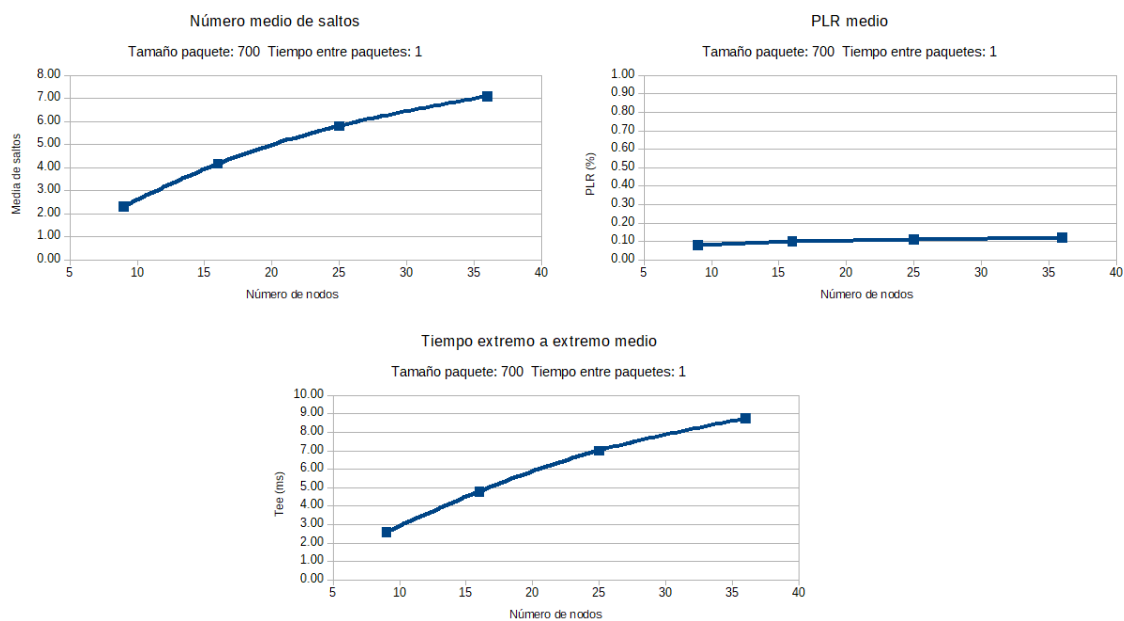 Número medio de saltos
Tamaño paquete: 700 Tiempo entre paquetes: 1
8.00
7.00
6.00
5.00
4.00
3.00
2.00
1.00
0.00
Media de saltos
5 10 15 20 25 30 35 40
Número de nodos
PLR medio
Tamaño paquete: 700 Tiempo entre paquetes: 1
1.00
0.90
0.80
0.70
0.60
0.50
0.40
0.30
0.20
0.10
0.00
PLR (%)
5 10 15 20 25 30 35 40
Número de nodos
Tiempo extremo a extremo medio
Tamaño paquete: 700 Tiempo entre paquetes: 1
10.00
9.00
8.00
7.00
6.00
5.00
4.00
3.00
2.00
1.00
0.00
Tee (ms)
5 10 15 20 25 30 35 40
Número de nodos